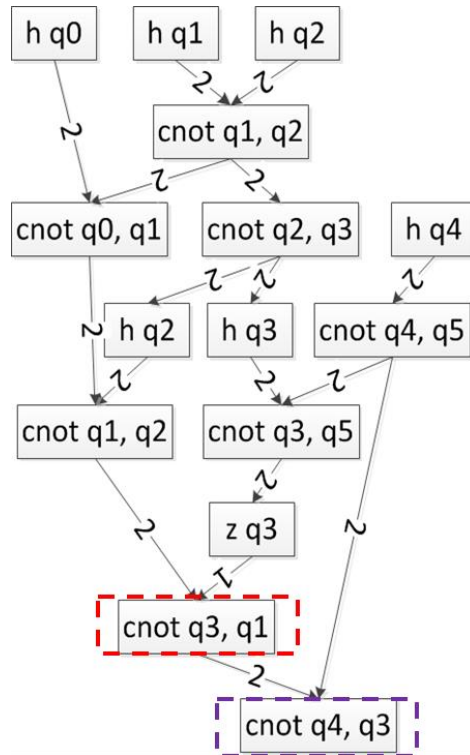 h q0
h q1
h q2
2
2
2
cnot q1, q2
2
2
cnot q0, q1
cnot q2, q3
h q4
2
2
2
2
h q2
h q3
cnot q4, q5
2
2
2
cnot q1, q2
cnot q3, q5
2
2
2
z q3
1
cnot q3, q1
2
cnot q4, q3